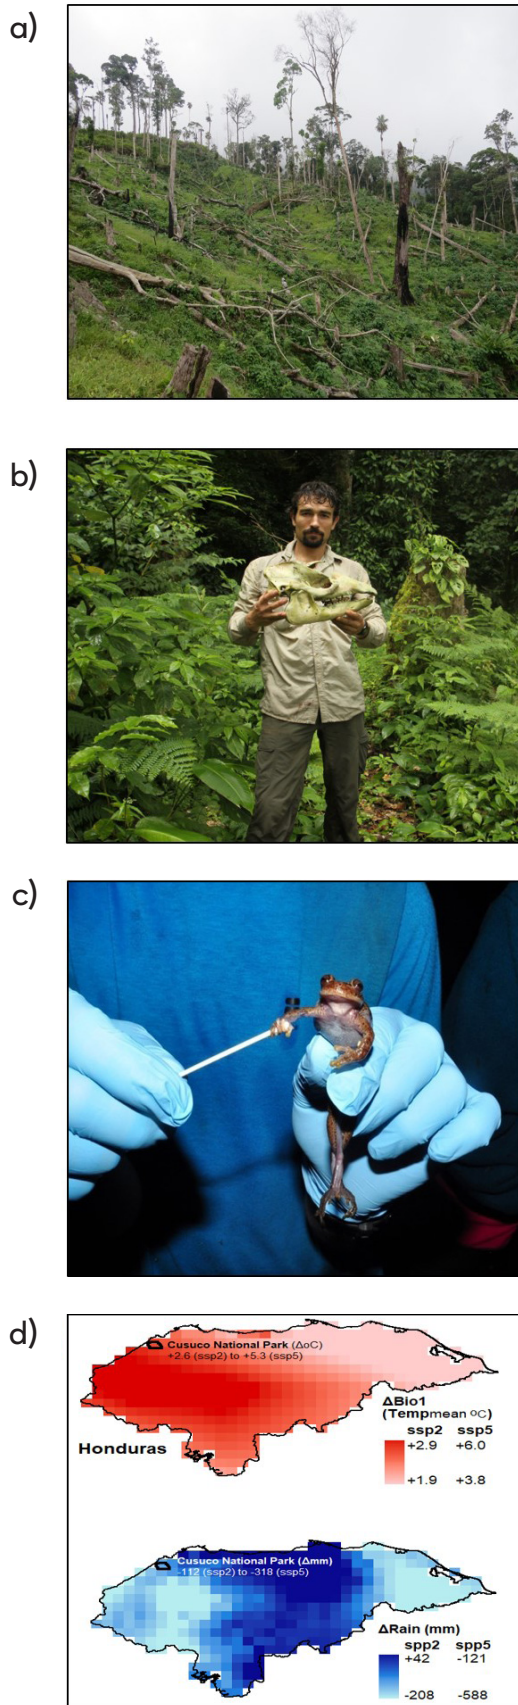 a)
b)
c)
d)
Cusuco National Park (ΔoC)
+2.6 (ssp2) to +5.3 (ssp5)
ΔBio1
(Tempmean ºC)
ssp2 ssp5
+2.9 +6.0
+1.9 +3.8
Honduras
Cusuco National Park (Δmm)
-112 (ssp2) to -318 (ssp5)
ΔRain (mm)
spp2 spp5
+42 -121
-208 -588